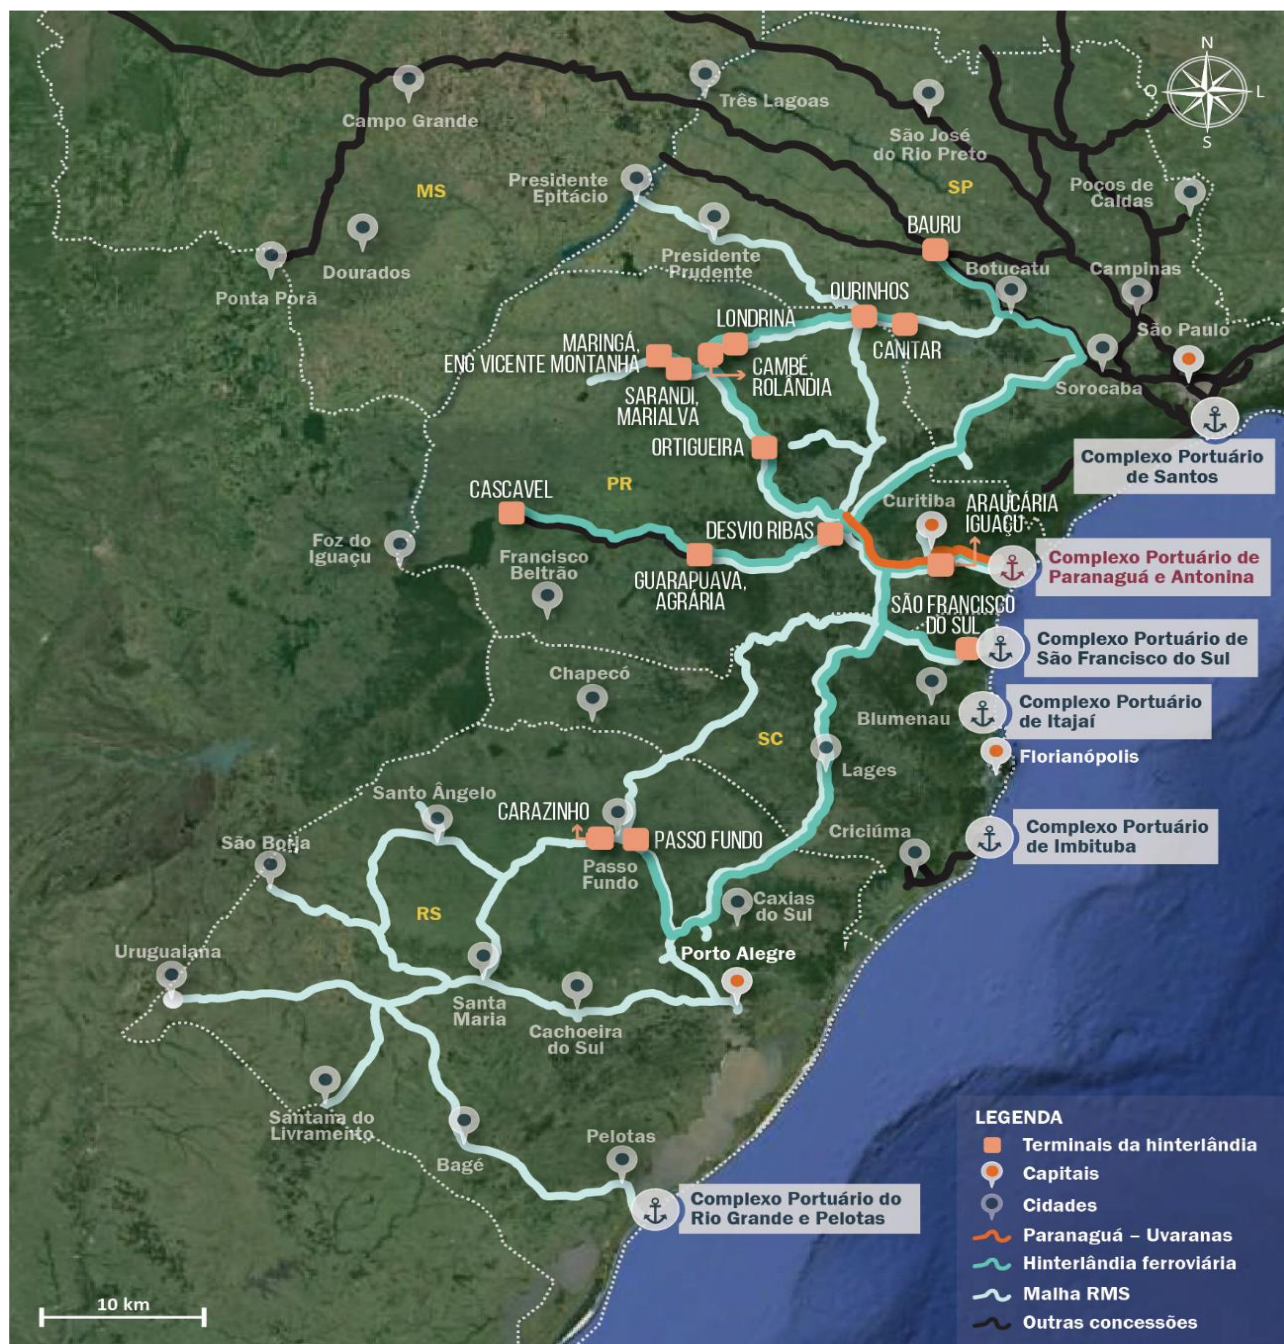 N
O
L
S
Campo Grande
Três Lagoas
São José
do Rio Preto
MS
SP
Presidente
Epitácio
Poços de
Caldas
Dourados
Ponta Porã
Presidente
Prudente
BAURU
Botucatu
Campinas
OURINHOS
LONDRINA
CANITAR
São Paulo
MARINGÁ,
ENG VICENTE MONTANHA
CAMBÉ,
ROLÂNDIA
SARANDI,
MARIALVA
Sorocaba
ORTIGUEIRA
Complexo Portuário
de Santos
PR
CASCAVEL
Curitiba
ARAUCÁRIA
IGUAÇU
DESVIO RIBAS
Foz do
Iguaçu
Francisco
Beltrão
GUARAPUAVA,
AGRÁRIA
Complexo Portuário de
Paranaguá e Antonina
SÃO FRANCISCO
DO SUL
Complexo Portuário de
São Francisco do Sul
Chapecó
Blumenau
Complexo Portuário
de Itajaí
SC
Florianópolis
Lages
Santo Ângelo
CARAZINHO
São Borja
Criciúma
Complexo Portuário
de Imbituba
PASSO FUNDO
Passo
Fundo
Caxias
do Sul
RS
Uruguaiana
Porto Alegre
Santa
Maria
Cachoeira
do Sul
Santana do
Livramento
Bagé
Pelotas
Complexo Portuário do
Rio Grande e Pelotas
LEGENDA
Terminais da hinterlândia
Capitais
Cidades
Paranaguá – Uvaranas
Hinterlândia ferroviária
Malha RMS
Outras concessões
10 km